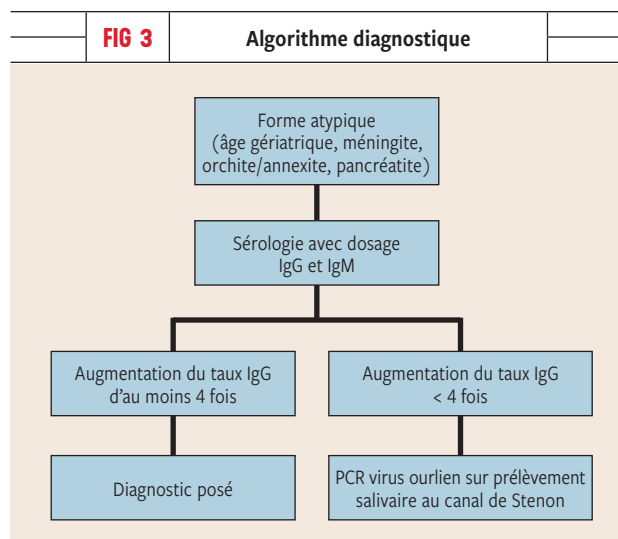 FIG 3
Algorithme diagnostique
Forme atypique
(âge gériatrique, méningite,
orchite/annexite, pancréatite)
Sérologie avec dosage
IgG et IgM
Augmentation du taux IgG
d'au moins 4 fois
Augmentation du taux IgG
< 4 fois
Diagnostic posé
PCR virus ourlien sur prélèvement
salivaire au canal de Stenon